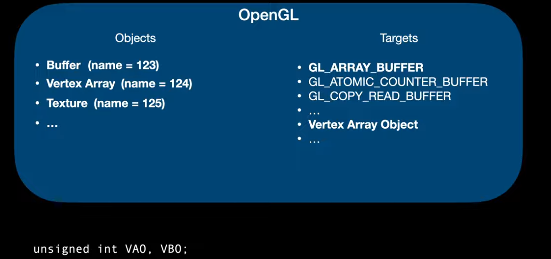 OpenGL
Objects
• Buffer (name = 123)
• Vertex Array (name = 124)
• Texture (name = 125)
• ...
Targets
• GL_ARRAY_BUFFER
• GL_ATOMIC_COUNTER_BUFFER
• GL_COPY_READ_BUFFER
• ...
• Vertex Array Object
• ...
unsigned int VAO, VBO;